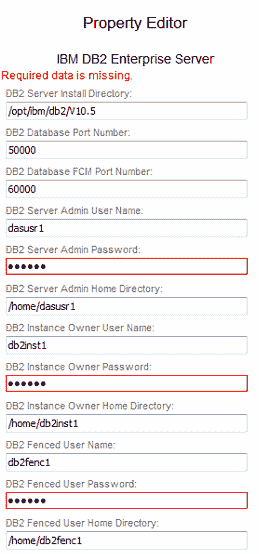 Property Editor
IBM DB2 Enterprise Server
Required data is missing.
DB2 Server Install Directory:
/opt/ibm/db2/V10.5
DB2 Database Port Number:
50000
DB2 Database FCM Port Number:
60000
DB2 Server Admin User Name:
dasusr1
DB2 Server Admin Password:
••••••
DB2 Server Admin Home Directory:
/home/dasusr1
DB2 Instance Owner User Name:
db2inst1
DB2 Instance Owner Password:
••••••
DB2 Instance Owner Home Directory:
/home/db2inst1
DB2 Fenced User Name:
db2fenc1
DB2 Fenced User Password:
••••••
DB2 Fenced User Home Directory:
/home/db2fenc1